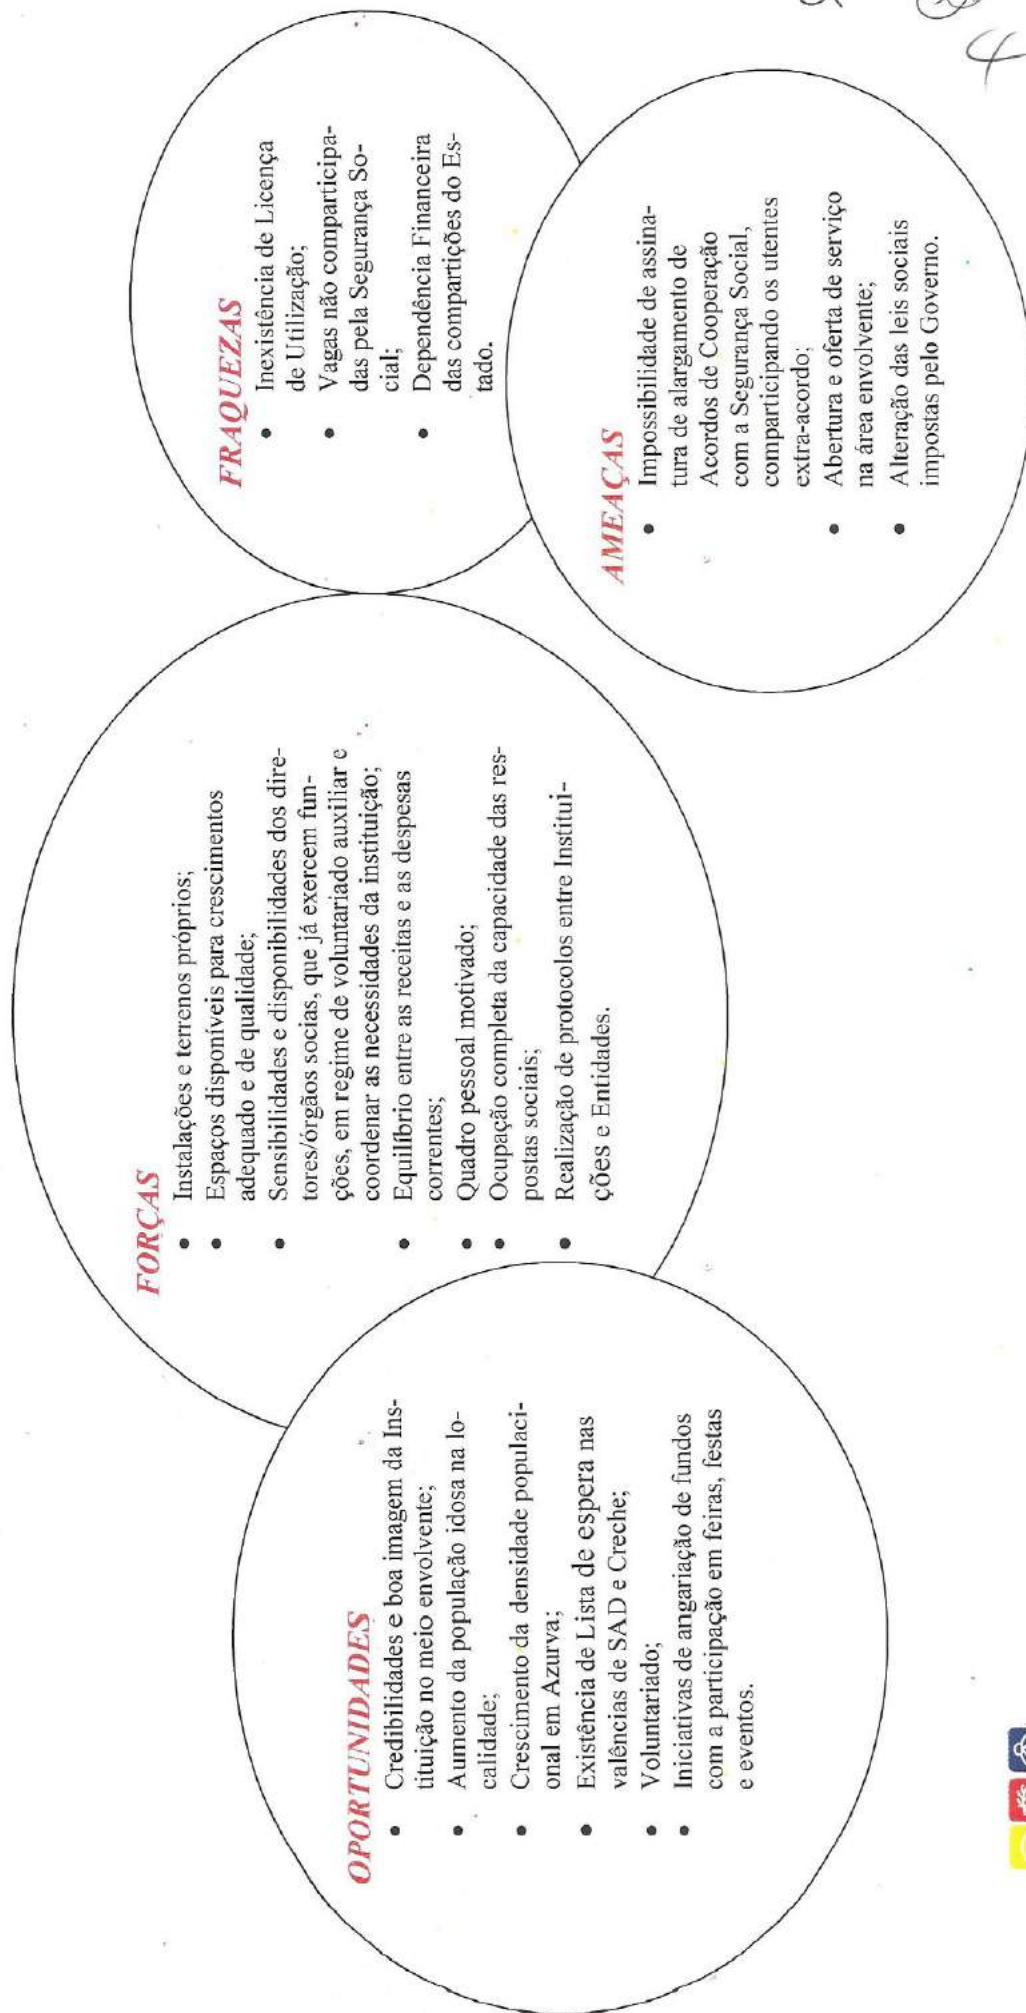 FORÇAS
• Instalações e terrenos próprios;
• Espaços disponíveis para crescimentos
adequado e de qualidade;
• Sensibilidades e disponibilidades dos dire-
tores/órgãos socias, que já exercem fun-
ções, em regime de voluntariado auxiliar e
coordenar as necessidades da instituição;
• Equilíbrio entre as receitas e as despesas
correntes;
• Quadro pessoal motivado;
• Ocupação completa da capacidade das res-
postas sociais;
• Realização de protocolos entre Institui-
ções e Entidades.
FRAQUEZAS
• Inexistência de Licença
de Utilização;
• Vagas não comparticipa-
das pela Segurança So-
cial;
• Dependência Financeira
das compartições do Es-
tado.
OPORTUNIDADES
• Credibilidades e boa imagem da Ins-
tituição no meio envolvente;
• Aumento da população idosa na lo-
calidade;
• Crescimento da densidade populaci-
onal em Azurva;
• Existência de Lista de espera nas
valências de SAD e Creche;
• Voluntariado;
• Iniciativas de angariação de fundos
com a participação em feiras, festas
e eventos.
AMEAÇAS
• Impossibilidade de assina-
tura de alargamento de
Acordos de Cooperação
com a Segurança Social,
comparticipando os utentes
extra-acordo;
• Abertura e oferta de serviço
na área envolvente;
• Alteração das leis sociais
impostas pelo Governo.